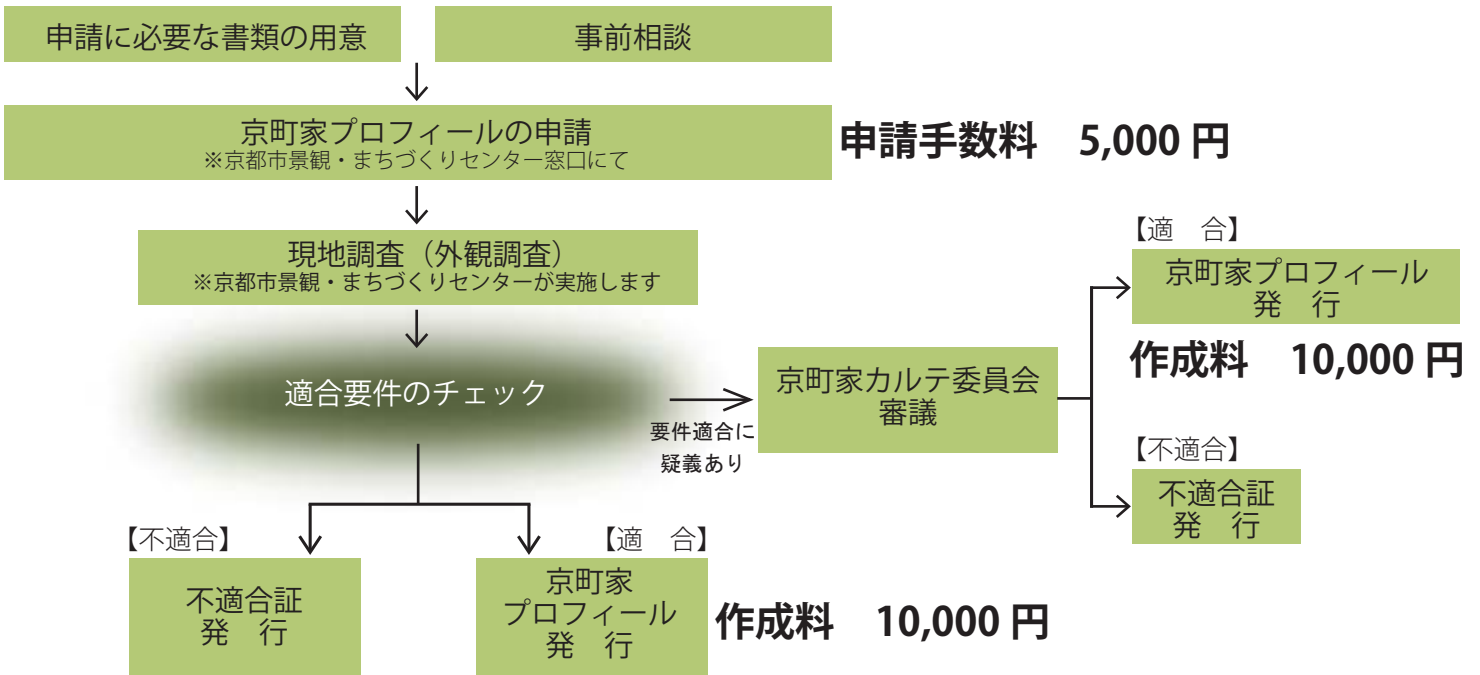 申請に必要な書類の用意
事前相談
京町家プロフィールの申請
※京都市景観・まちづくりセンター窓口にて
申請手数料　5,000 円
現地調査（外観調査）
※京都市景観・まちづくりセンターが実施します
適合要件のチェック
要件適合に
疑義あり
京町家カルテ委員会
審議
【適　合】
京町家プロフィール
発　行
作成料　10,000 円
【不適合】
不適合証
発　行
【不適合】
不適合証
発　行
【適　合】
京町家
プロフィール
発　行
作成料　10,000 円